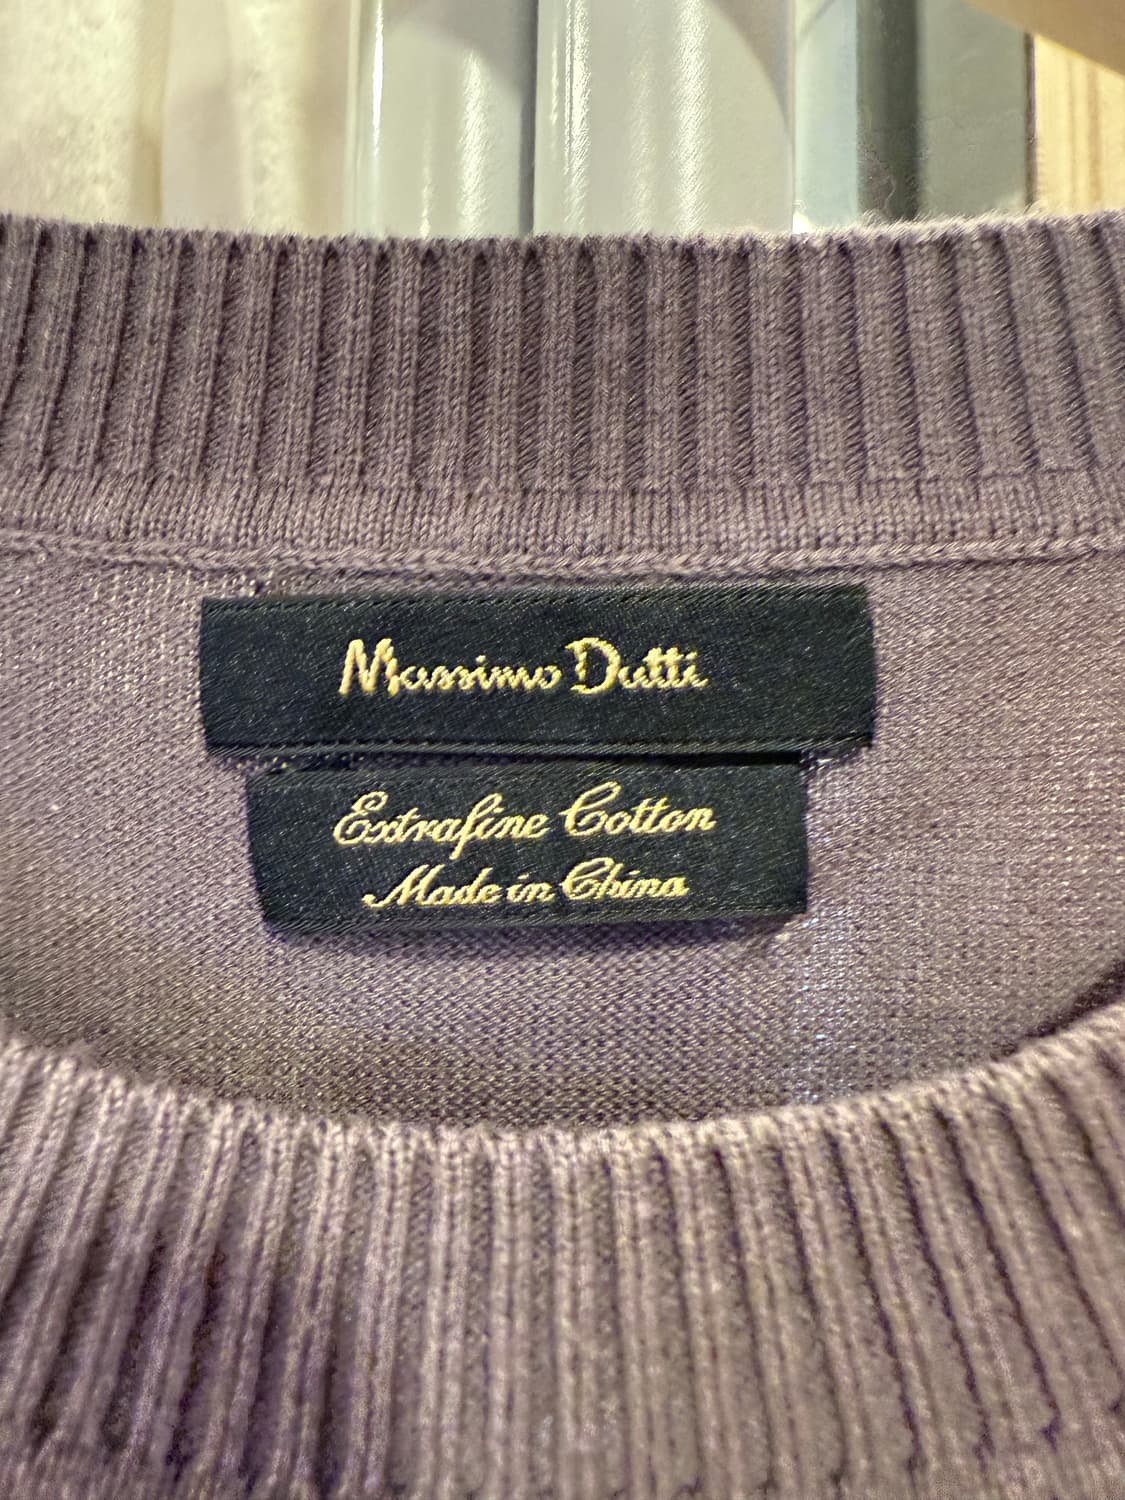 Massimo Dutti
Extrafine Cotton
Made in China